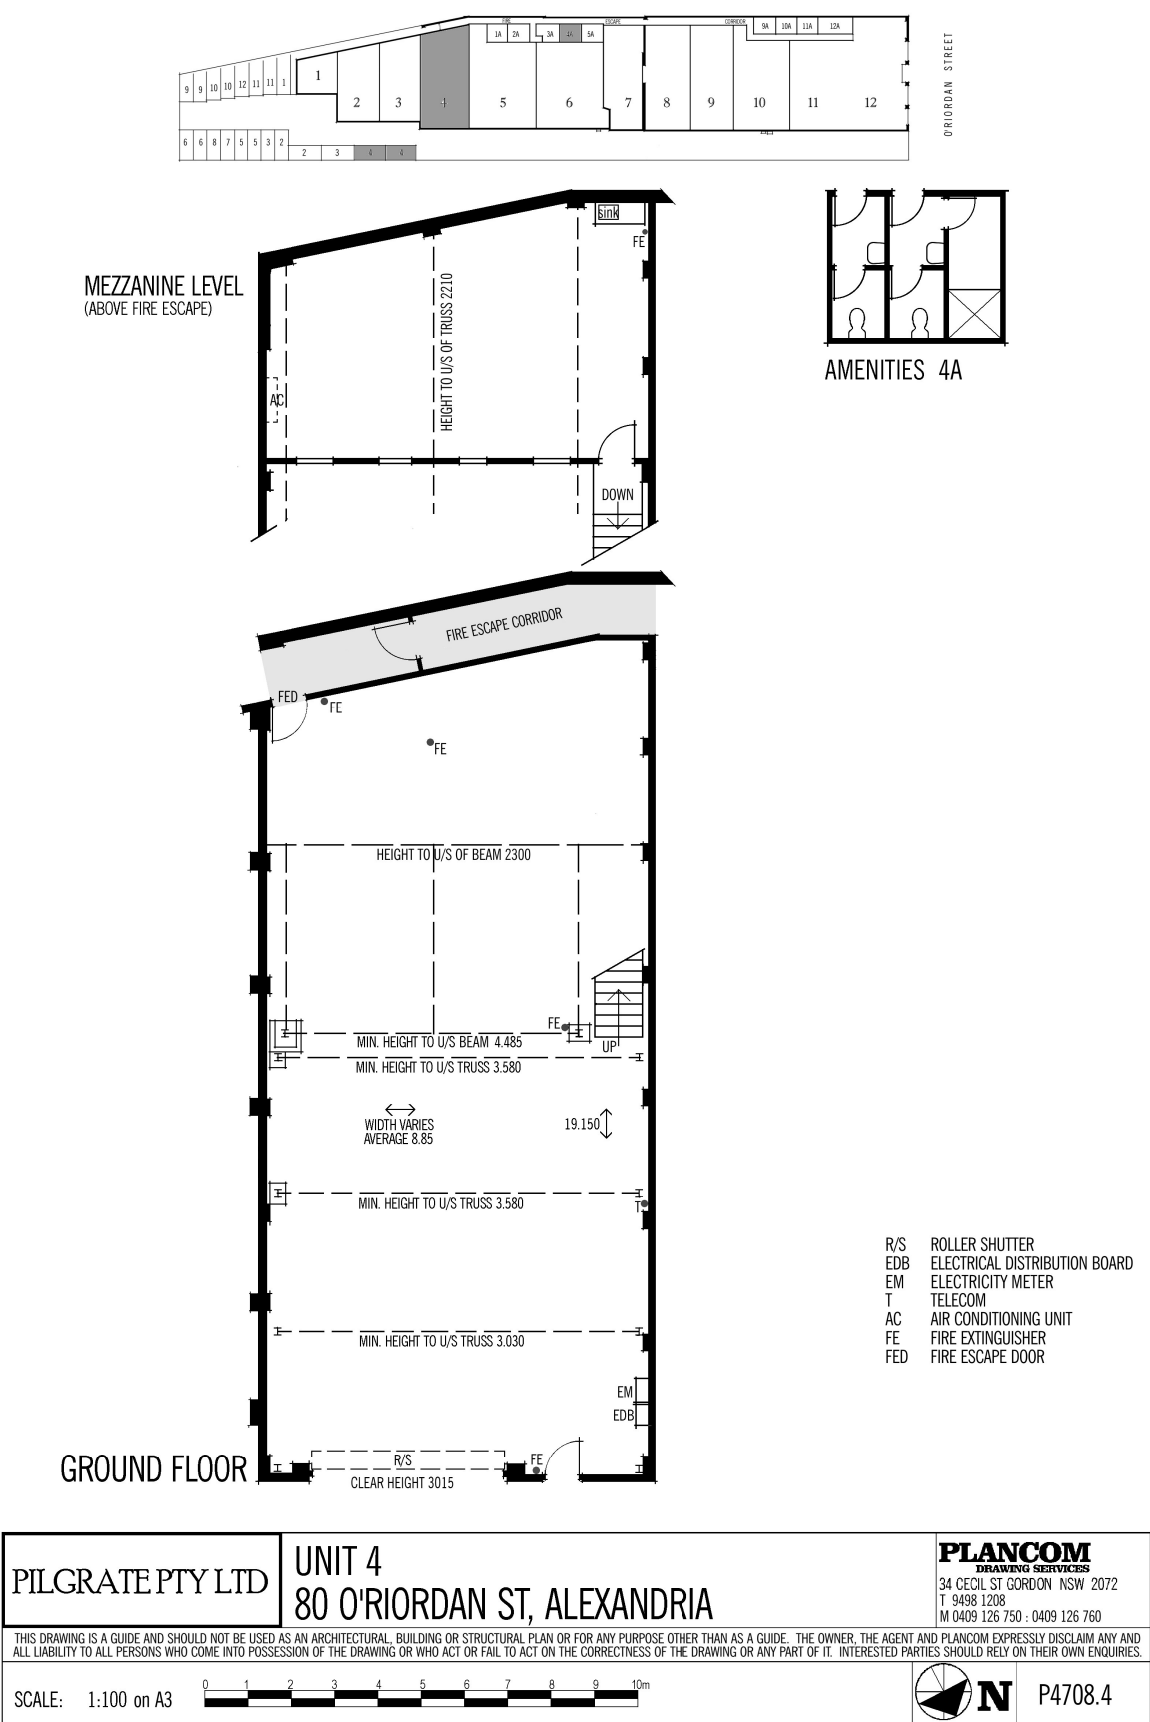 FIRE ESCAPE CORRIDOR
1A 2A 3A 4A 5A 9A 10A 11A 12A
9 9 10 10 12 11 11 1
1 2 3 4 5 6 7 8 9 10 11 12
6 6 8 7 5 5 3 2
2 3 4 4
O'RIORDAN STREET
MEZZANINE LEVEL
(ABOVE FIRE ESCAPE)
sink
FE
HEIGHT TO U/S OF TRUSS 2210
AC
DOWN
AMENITIES 4A
FIRE ESCAPE CORRIDOR
FED
FE
FE
HEIGHT TO U/S OF BEAM 2300
FE
MIN. HEIGHT TO U/S BEAM 4.485
UP
MIN. HEIGHT TO U/S TRUSS 3.580
WIDTH VARIES
AVERAGE 8.85
19.150
MIN. HEIGHT TO U/S TRUSS 3.580
T
MIN. HEIGHT TO U/S TRUSS 3.030
EM
EDB
R/S
FE
CLEAR HEIGHT 3015
GROUND FLOOR
R/S ROLLER SHUTTER
EDB ELECTRICAL DISTRIBUTION BOARD
EM ELECTRICITY METER
T TELECOM
AC AIR CONDITIONING UNIT
FE FIRE EXTINGUISHER
FED FIRE ESCAPE DOOR
PILGRATE PTY LTD
UNIT 4
80 O'RIORDAN ST, ALEXANDRIA
PLANCOM
DRAWING SERVICES
34 CECIL ST GORDON NSW 2072
T 9498 1208
M 0409 126 750 : 0409 126 760
THIS DRAWING IS A GUIDE AND SHOULD NOT BE USED AS AN ARCHITECTURAL, BUILDING OR STRUCTURAL PLAN OR FOR ANY PURPOSE OTHER THAN AS A GUIDE. THE OWNER, THE AGENT AND PLANCOM EXPRESSLY DISCLAIM ANY AND
ALL LIABILITY TO ALL PERSONS WHO COME INTO POSSESSION OF THE DRAWING OR WHO ACT OR FAIL TO ACT ON THE CORRECTNESS OF THE DRAWING OR ANY PART OF IT. INTERESTED PARTIES SHOULD RELY ON THEIR OWN ENQUIRIES.
SCALE: 1:100 on A3
0 1 2 3 4 5 6 7 8 9 10m
N
P4708.4